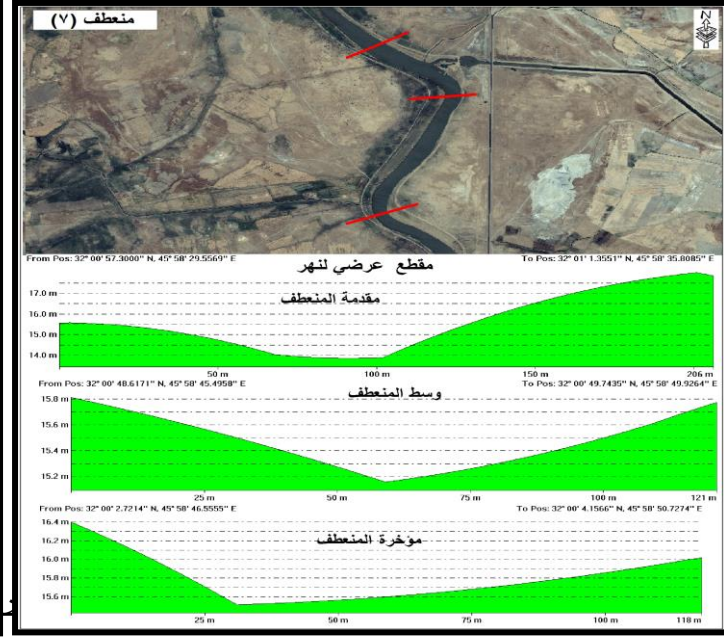 منعطف (٧)
From Pos: 32° 00' 57.3000" N, 45° 58' 29.5569" E To Pos: 32° 01' 1.3551" N, 45° 58' 35.8085" E
مقطع عرضي لنهر
مقدمة المنعطف
17.0 m
16.0 m
15.0 m
14.0 m
50 m 100 m 150 m 206 m
From Pos: 32° 00' 48.6171" N, 45° 58' 45.4958" E To Pos: 32° 00' 49.7435" N, 45° 58' 49.9264" E
وسط المنعطف
15.8 m
15.6 m
15.4 m
15.2 m
25 m 50 m 75 m 100 m 121 m
From Pos: 32° 00' 2.7214" N, 45° 58' 46.5555" E To Pos: 32° 00' 4.1566" N, 45° 58' 50.7274" E
مؤخرة المنعطف
16.4 m
16.2 m
16.0 m
15.8 m
15.6 m
25 m 50 m 75 m 100 m 118 m